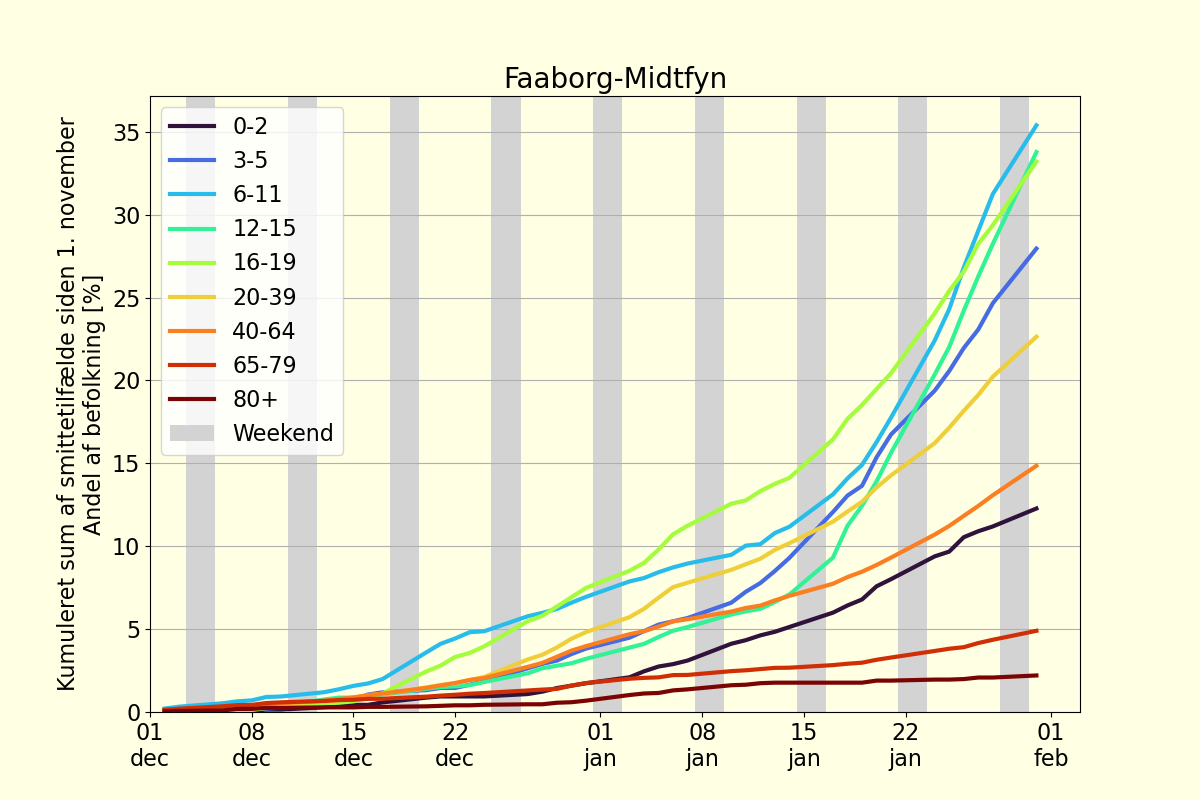 Faaborg-Midtfyn
Kumuleret sum af smittetilfælde siden 1. november
Andel af befolkning [%]
35
30
25
20
15
10
5
0
0-2
3-5
6-11
12-15
16-19
20-39
40-64
65-79
80+
Weekend
01 08 15 22 01 08 15 22 01
dec dec dec dec jan jan jan jan feb